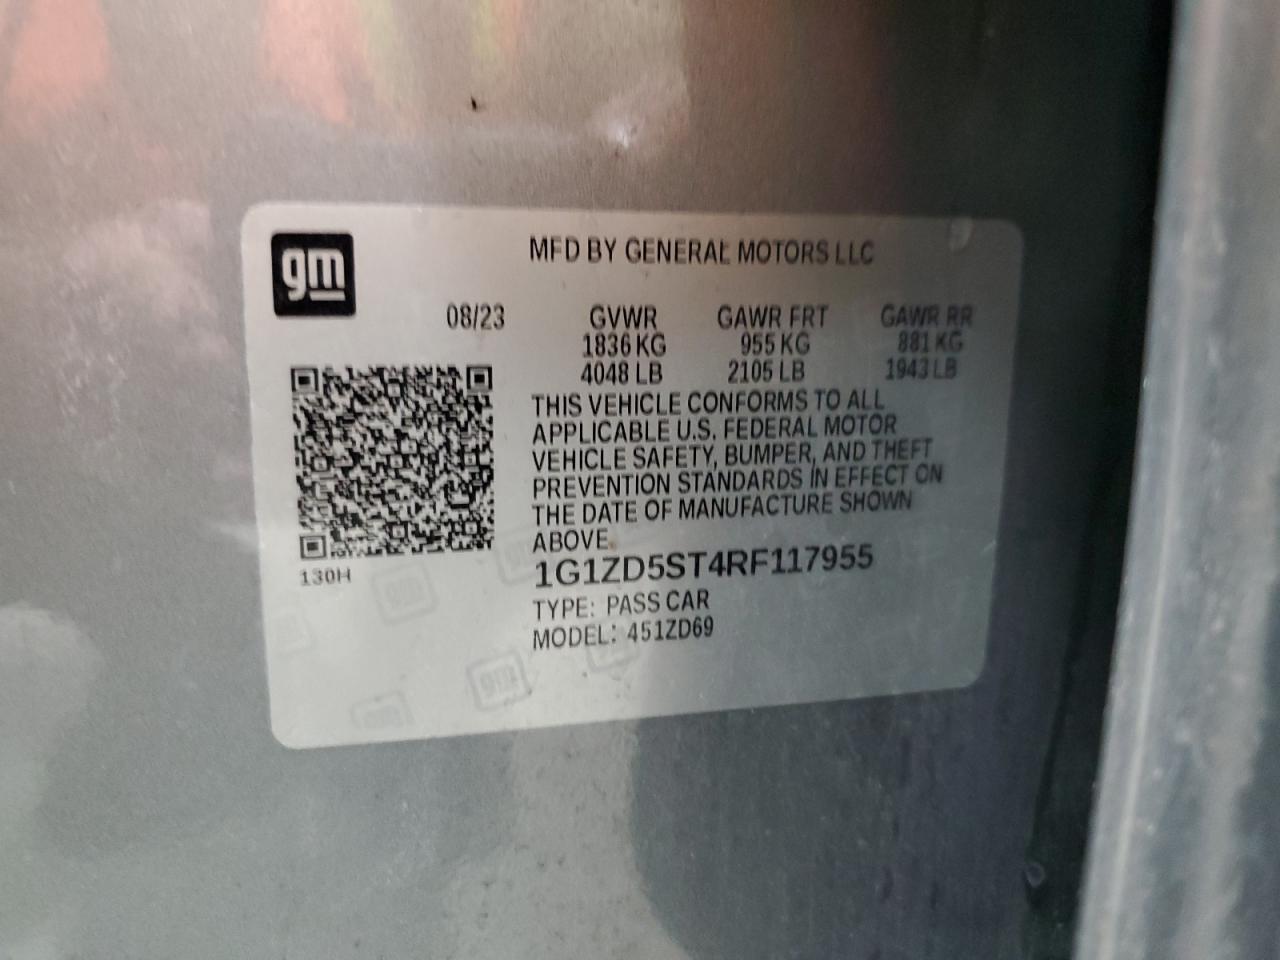 gm
MFD BY GENERAL MOTORS LLC
08/23 GVWR GAWR FRT GAWR RR
1836 KG 955 KG 881 KG
4048 LB 2105 LB 1943 LB
THIS VEHICLE CONFORMS TO ALL
APPLICABLE U.S. FEDERAL MOTOR
VEHICLE SAFETY, BUMPER, AND THEFT
PREVENTION STANDARDS IN EFFECT ON
THE DATE OF MANUFACTURE SHOWN
ABOVE.
130H
1G1ZD5ST4RF117955
TYPE: PASS CAR
MODEL: 451ZD69
gm
gm